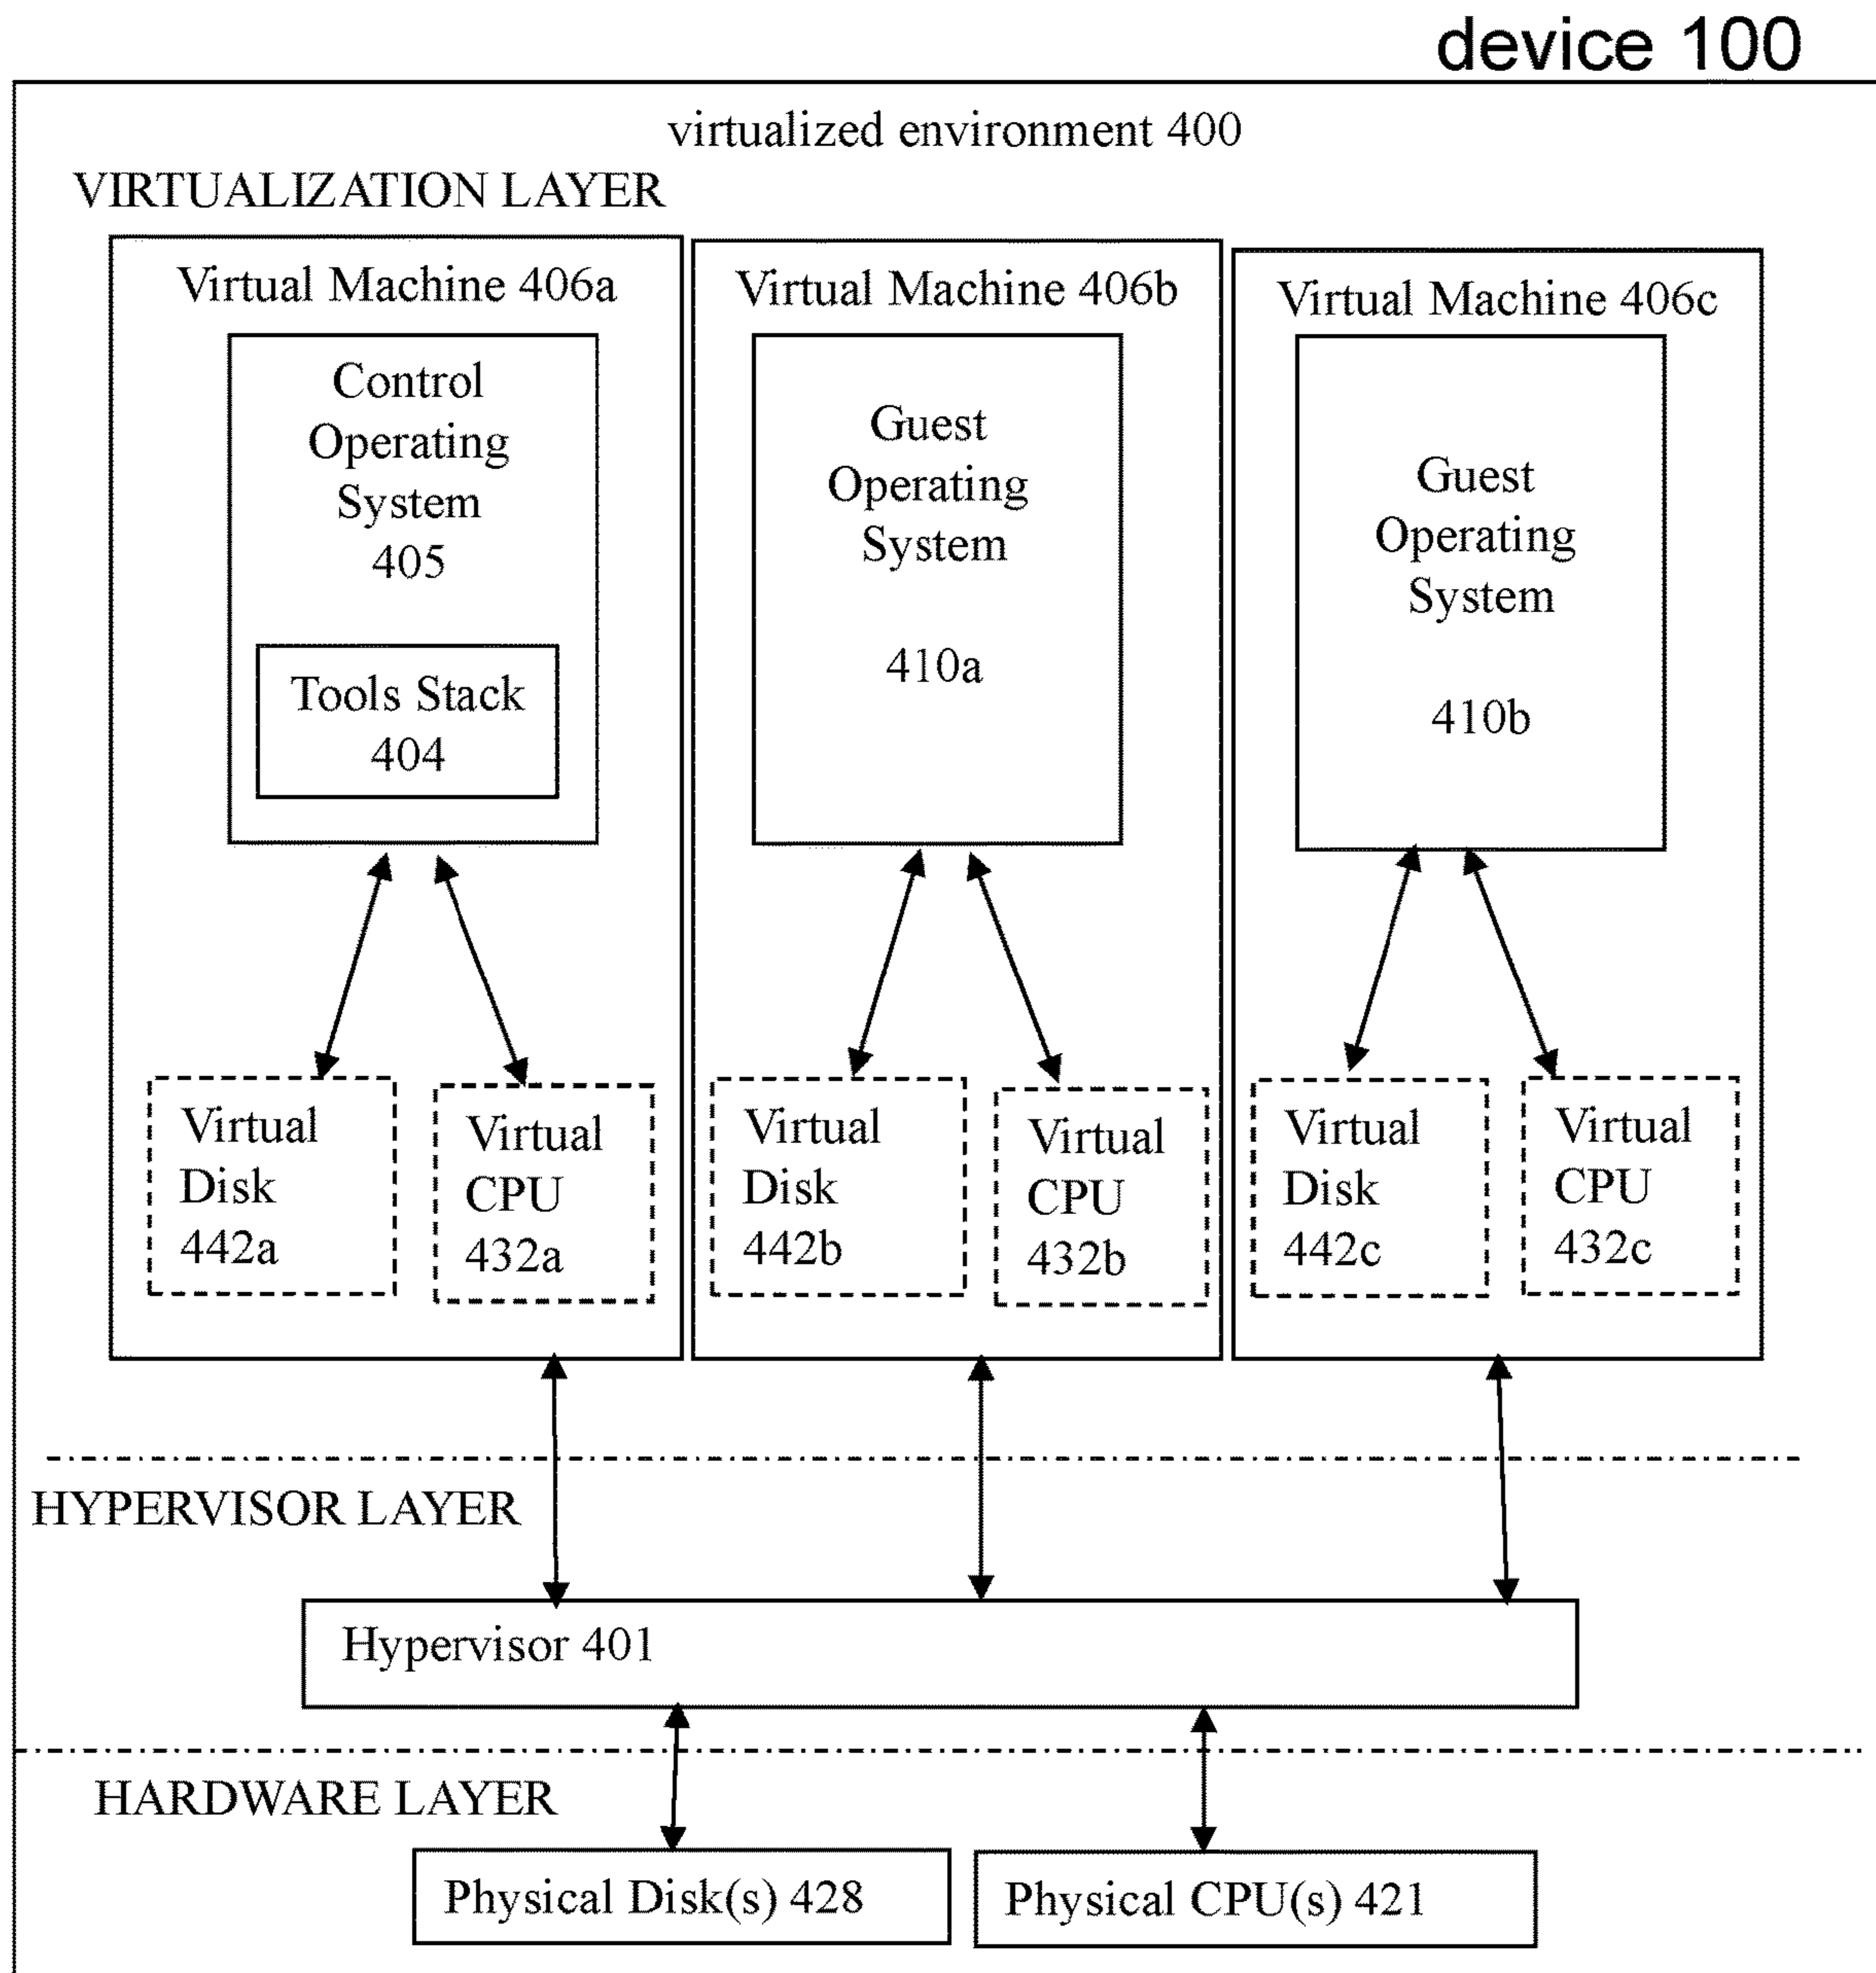 device 100
virtualized environment 400
VIRTUALIZATION LAYER
Virtual Machine 406a
Control
Operating
System
405
Tools Stack
404
Virtual
Disk
442a
Virtual
CPU
432a
Virtual Machine 406b
Guest
Operating
System
410a
Virtual
Disk
442b
Virtual
CPU
432b
Virtual Machine 406c
Guest
Operating
System
410b
Virtual
Disk
442c
Virtual
CPU
432c
HYPERVISOR LAYER
Hypervisor 401
HARDWARE LAYER
Physical Disk(s) 428
Physical CPU(s) 421